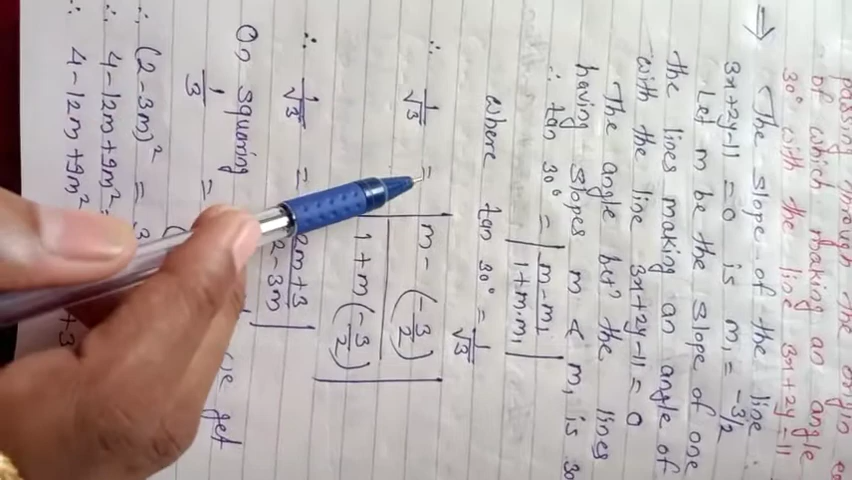 passing through the origin
of which making an angle
30° with the line 3x+2y=11
⇒ The slope of the line :
3x+2y-11=0 is m₁ = -3/2
Let m be the slope of one
the lines making an angle of
with the line 3x+2y-11=0
The angle betⁿ the lines
having slopes m & m₁ is 30
∴ tan 30° = |m-m₁ / 1+m·m₁|
where tan 30° = 1/√3
∴ 1/√3 = |m-(-3/2) / 1+m(-3/2)|
∴ 1/√3 = 2m+3 / 2-3m|
On squaring get
1/3 =
∴ (2-3m)² = 3
∴ 4-12m+9m² =
∴ 4-12m+9m²